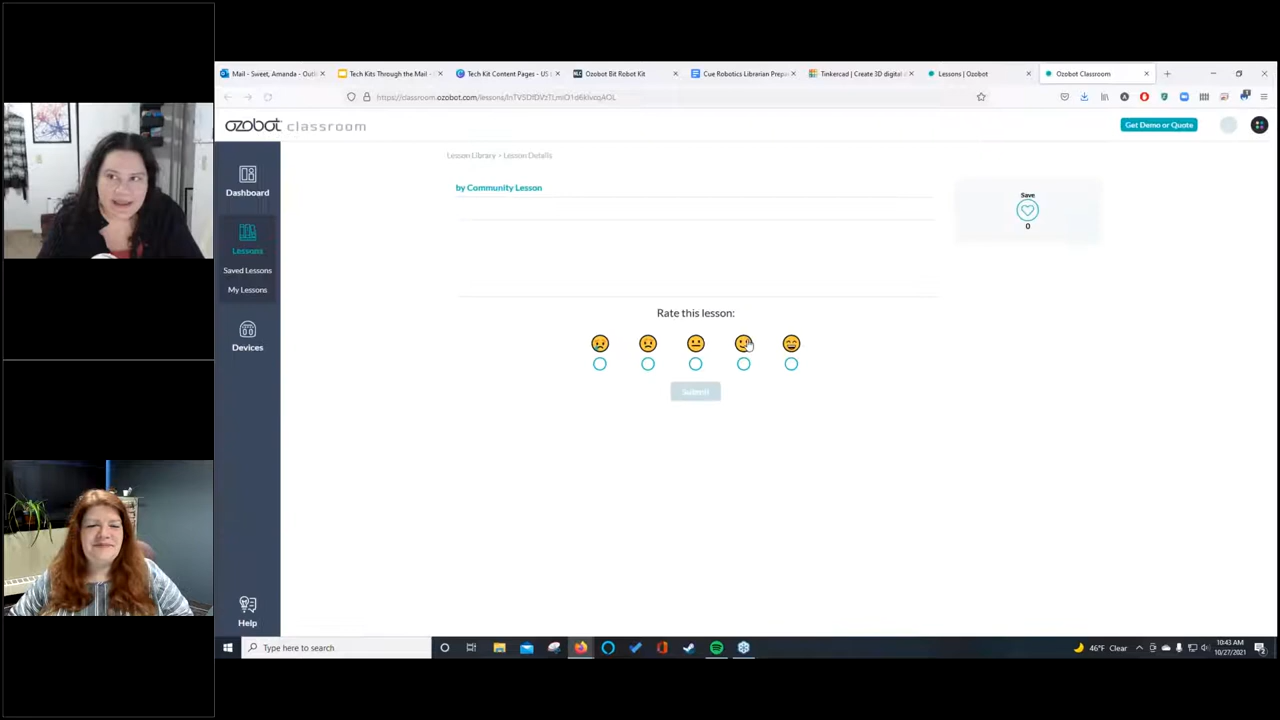 Mail - Sweet, Amanda - Outl
Tech Kits Through the Mail -
Tech Kit Content Pages - US
Ozobot Bit Robot Kit
Cue Robotics Librarian Prepi
Tinkercad | Create 3D digital
Lessons | Ozobot
Ozobot Classroom
ozobot classroom
Get Demo or Quote
Dashboard
Lessons
Saved Lessons
My Lessons
Devices
Help
Lesson Library • Lesson Details
by Community Lesson
Save
0
Rate this lesson:
Submit
Type here to search
46°F Clear
10:43 AM
10/27/2021